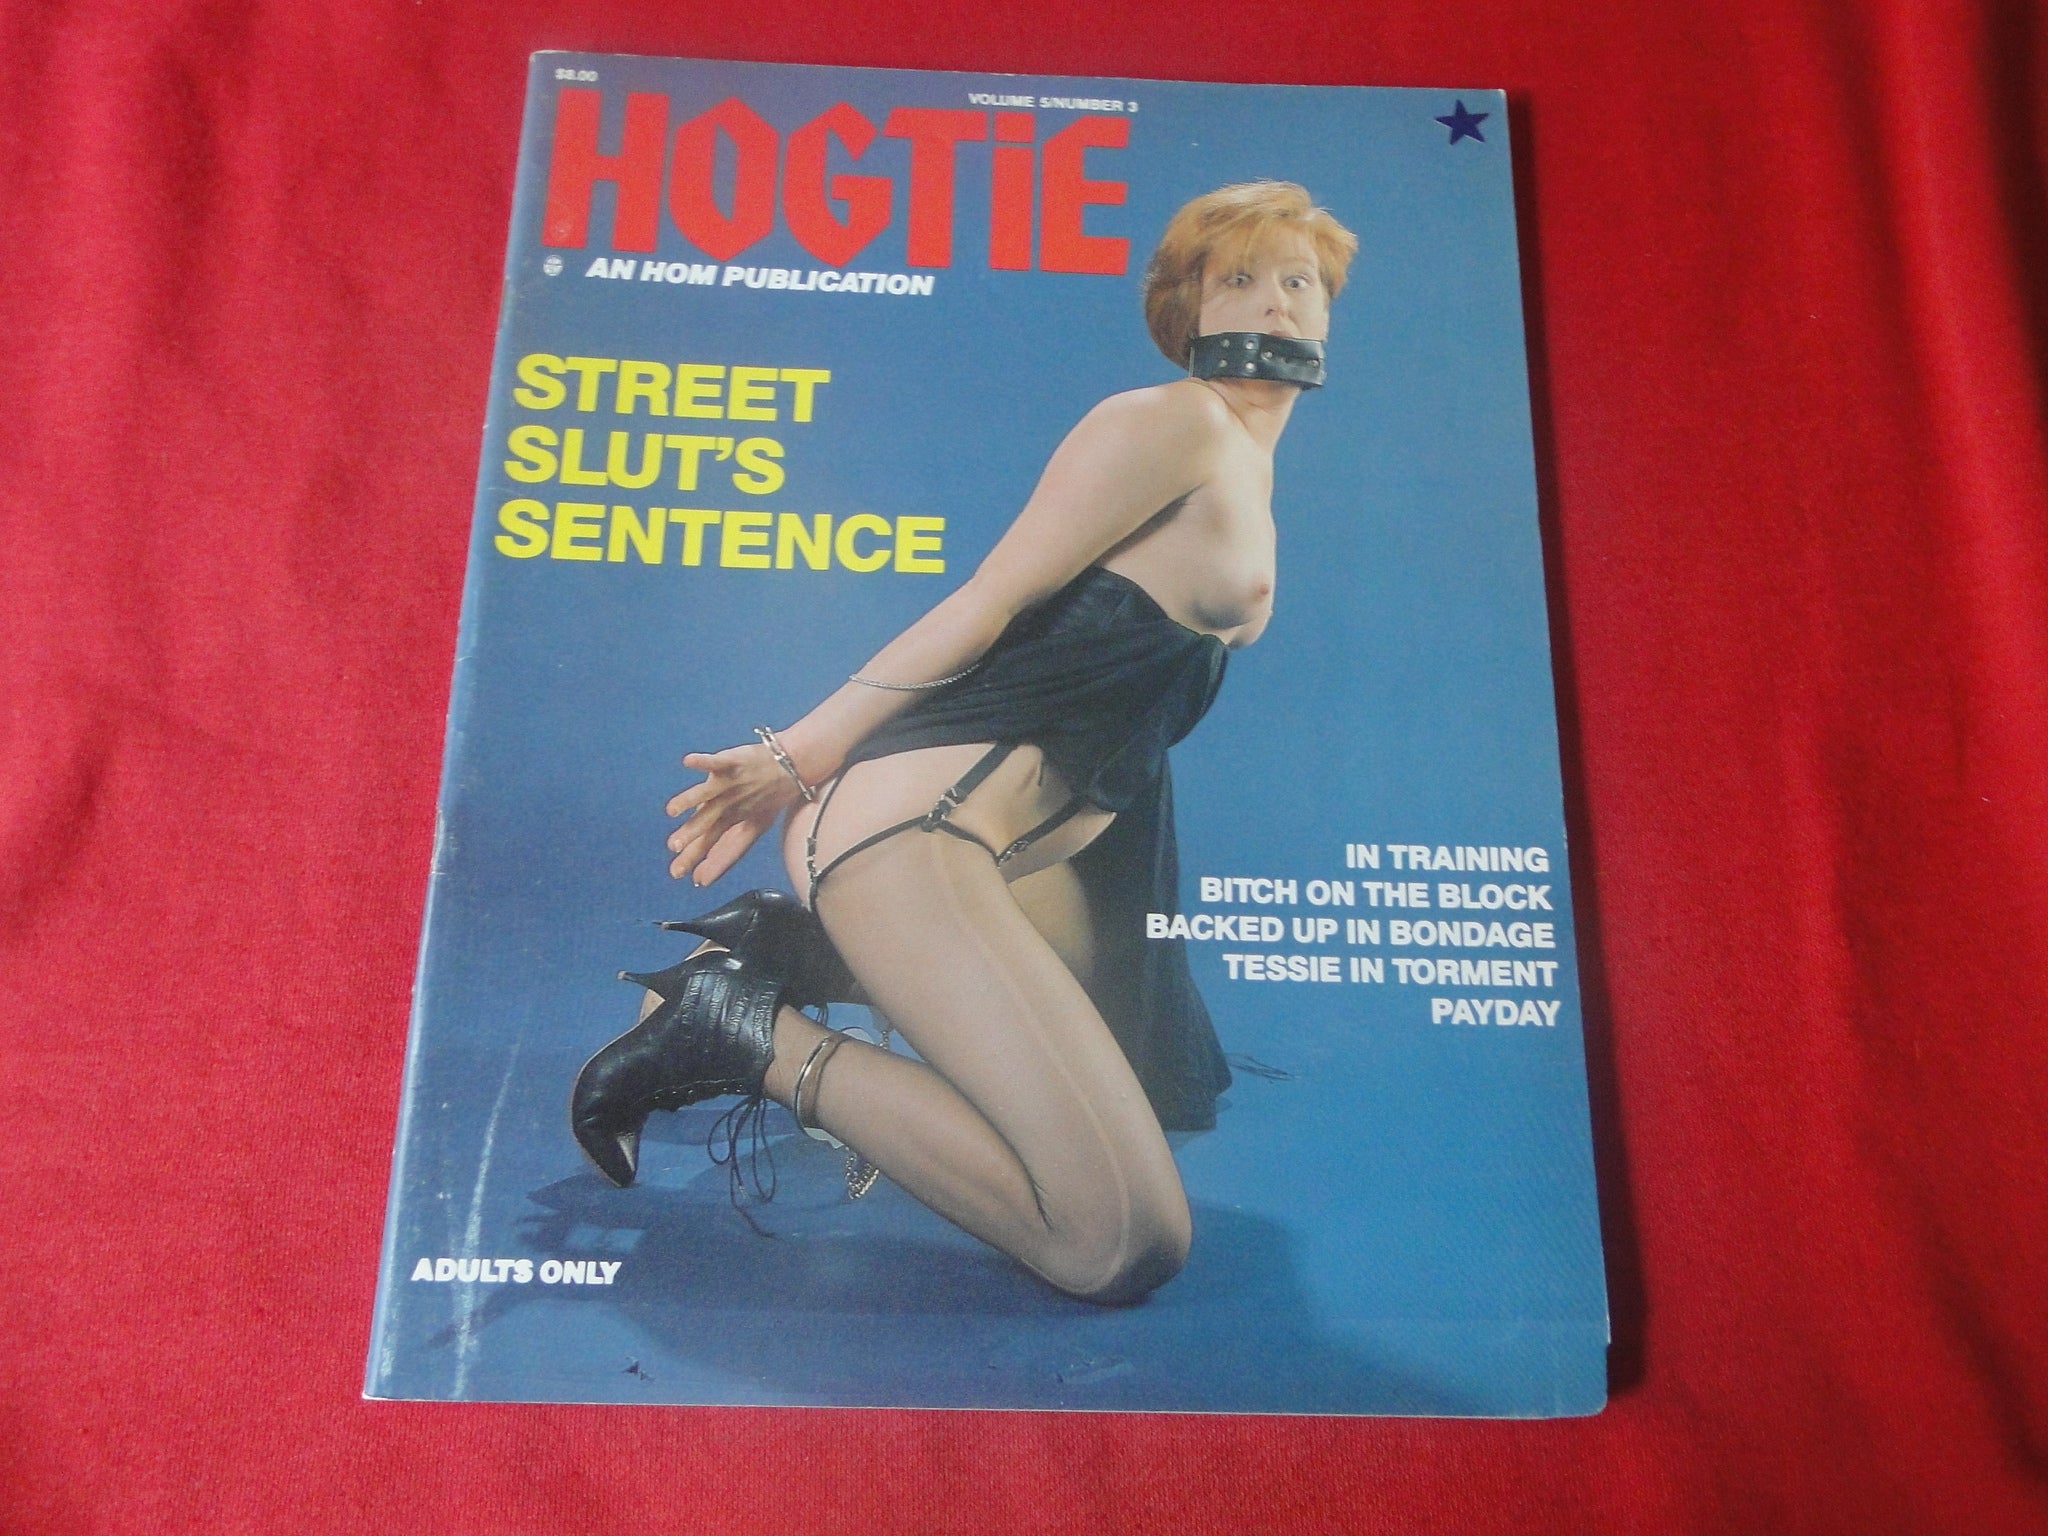 $8.00
VOLUME 5/NUMBER 3
HOGTiE
AN HOM PUBLICATION
STREET
SLUT'S
SENTENCE
IN TRAINING
BITCH ON THE BLOCK
BACKED UP IN BONDAGE
TESSIE IN TORMENT
PAYDAY
ADULTS ONLY